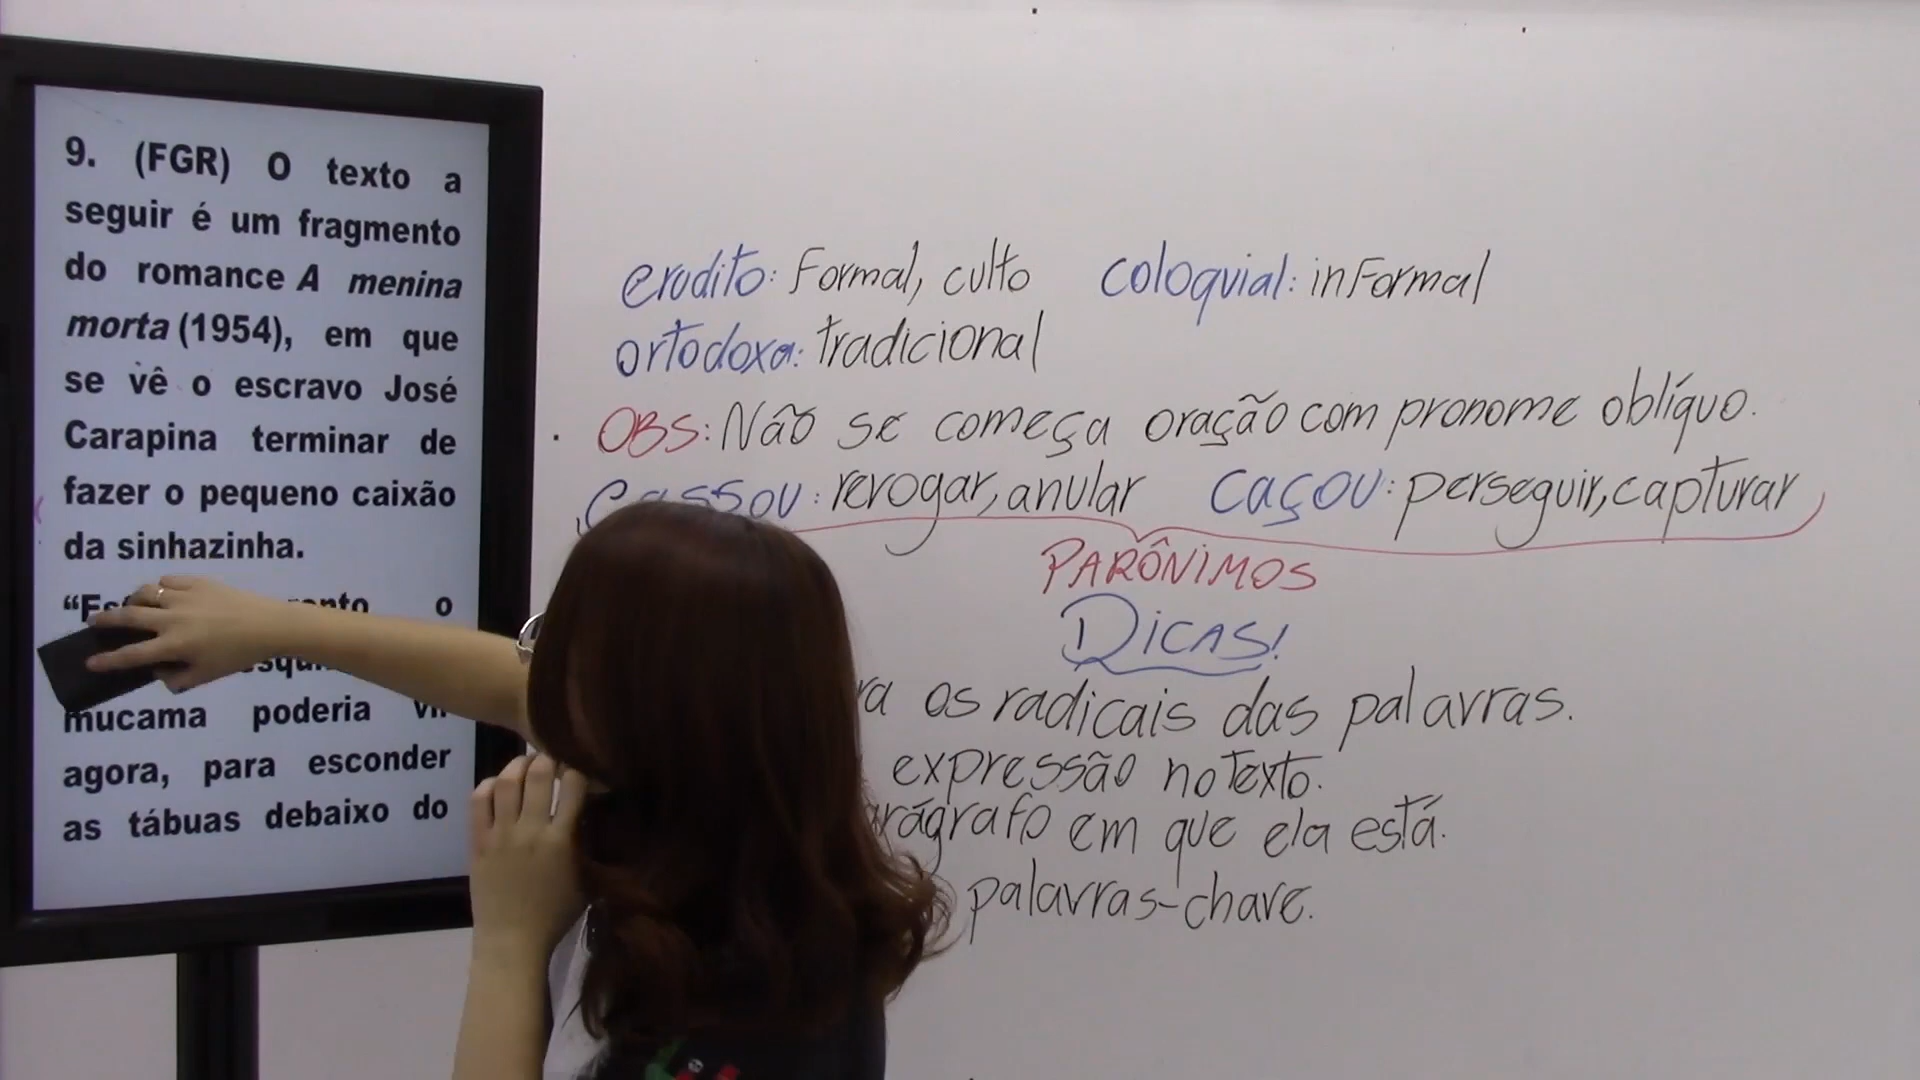 9. (FGR) O texto a
seguir é um fragmento
do romance A menina
morta (1954), em que
se vê o escravo José
Carapina terminar de
fazer o pequeno caixão
da sinhazinha.
o
mucama poderia
agora, para esconder
as tábuas debaixo do
erudito: Formal, culto coloquial: informal
ortodoxa: tradicional
OBS: Não se começa oração com pronome oblíquo.
Cassou: revogar, anular Caçou: perseguir, capturar
PARÔNIMOS
DICAS!
os radicais das palavras.
expressão no texto.
parágrafo em que ela está.
palavras-chave.